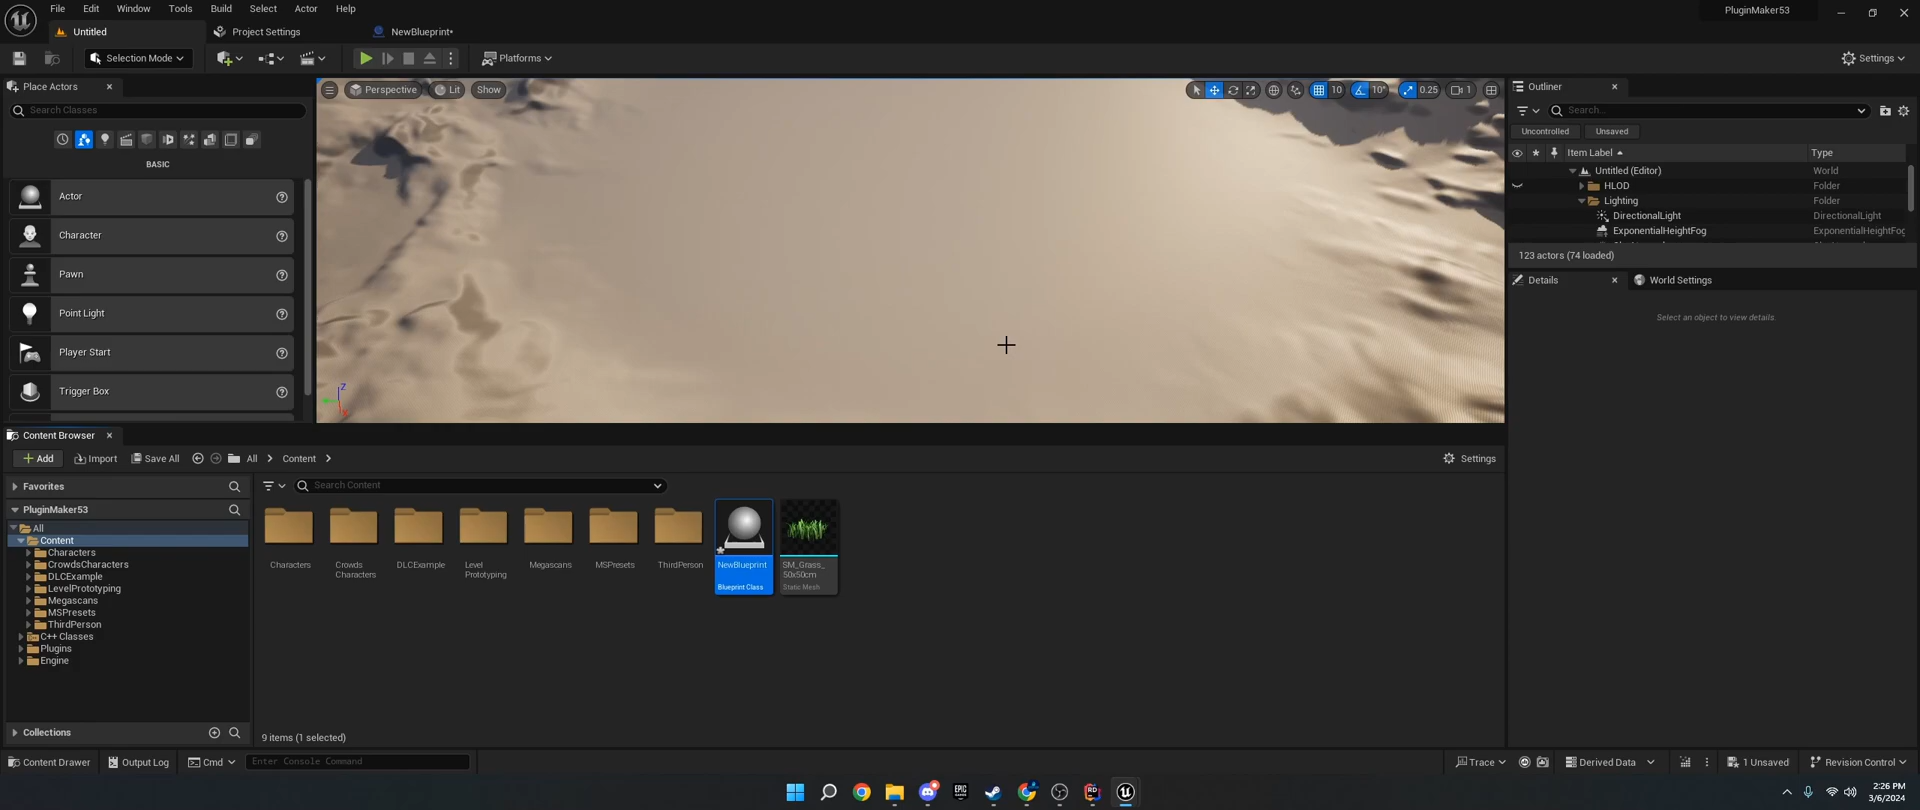 File Edit Window Tools Build Select Actor Help
PluginMaker53
Untitled
Project Settings
NewBlueprint*
Selection Mode
Platforms
Settings
Place Actors
Search Classes
BASIC
Actor
Character
Pawn
Point Light
Player Start
Trigger Box
Perspective
Lit
Show
10
10°
0.25
1
Outliner
Search...
Uncontrolled
Unsaved
Item Label
Type
Untitled (Editor)
World
HLOD
Folder
Lighting
Folder
DirectionalLight
DirectionalLight
ExponentialHeightFog
ExponentialHeightFog
123 actors (74 loaded)
Details
World Settings
Select an object to view details.
Content Browser
Add
Import
Save All
All
Content
Settings
Favorites
PluginMaker53
All
Content
Characters
CrowdsCharacters
DLCExample
LevelPrototyping
Megascans
MSPresets
ThirdPerson
C++ Classes
Plugins
Engine
Collections
Search Content
Characters
Crowds
Characters
DLCExample
Level
Prototyping
Megascans
MSPresets
ThirdPerson
NewBlueprint
Blueprint Class
SM_Grass_
50x50cm
Static Mesh
9 items (1 selected)
Content Drawer
Output Log
Cmd
Enter Console Command
Trace
Derived Data
1 Unsaved
Revision Control
EPIC
GAMES
RD
2:26 PM
3/6/2024